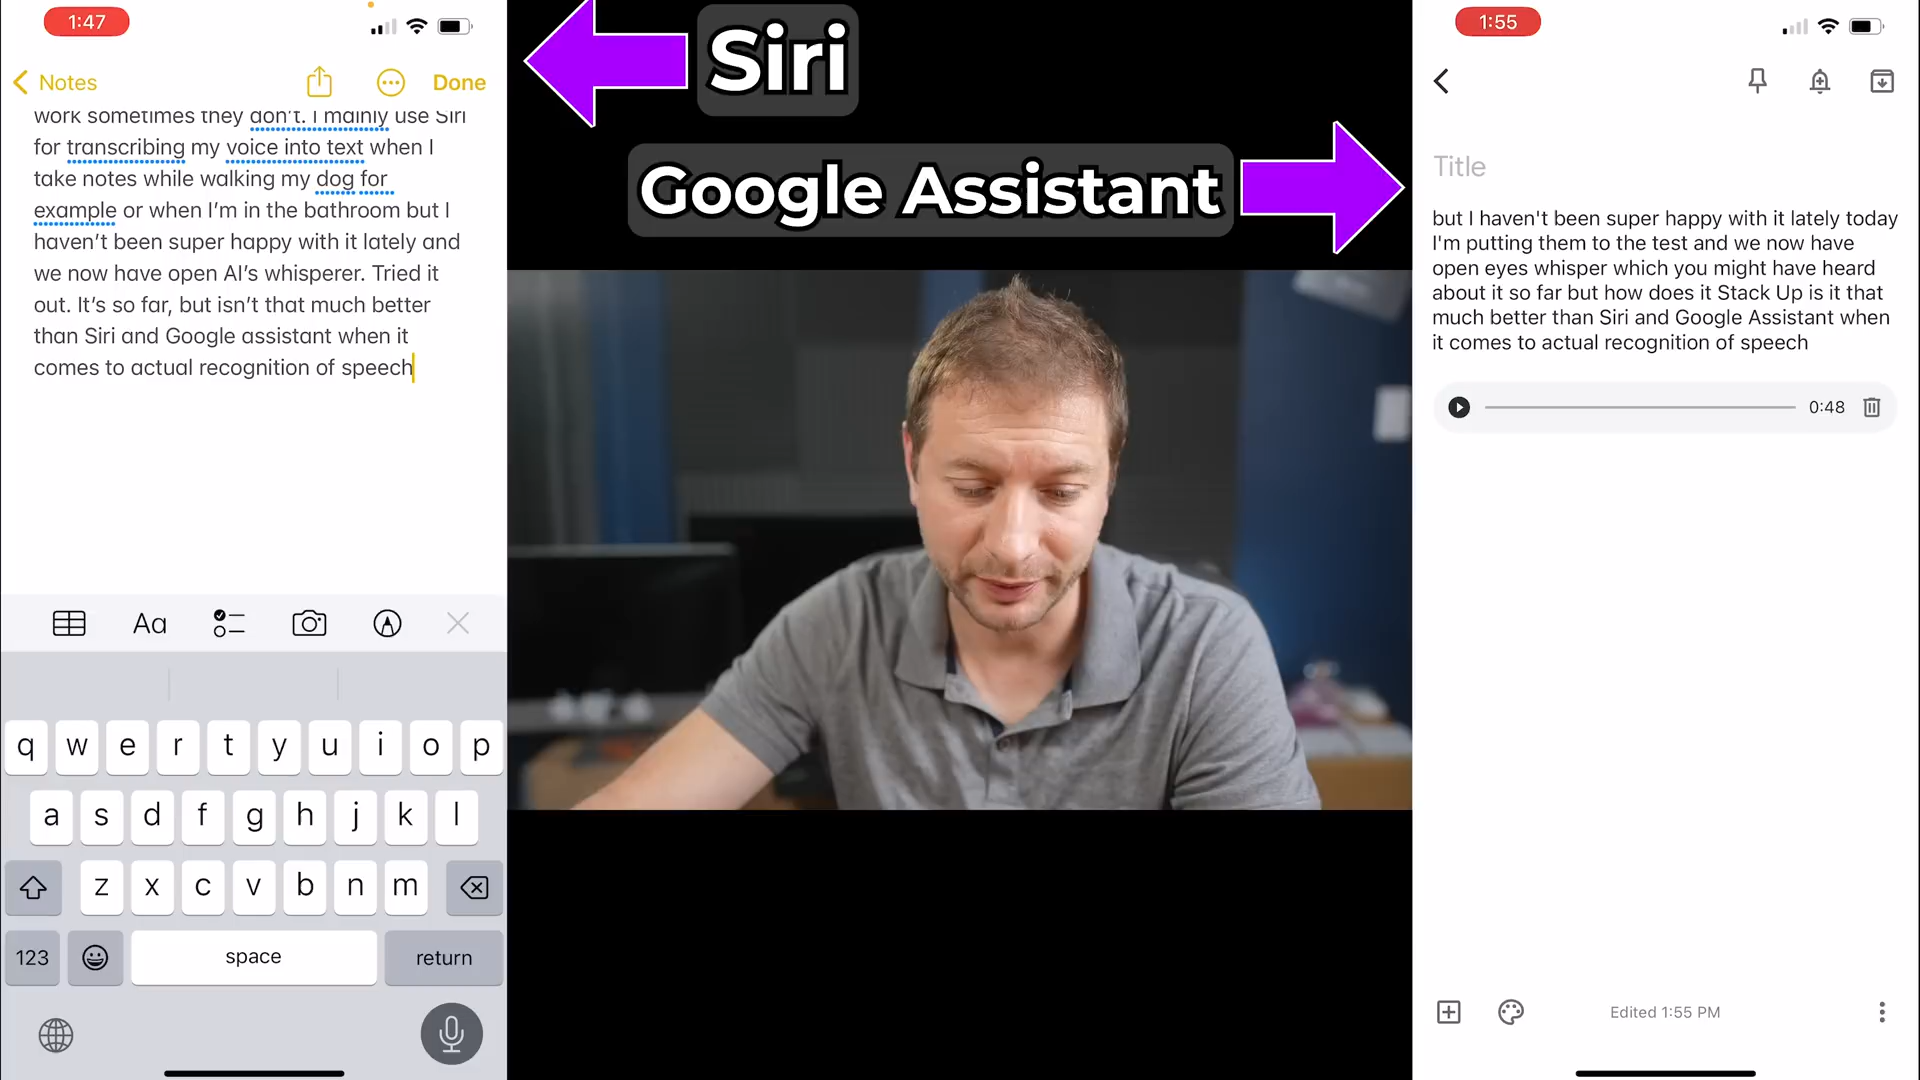 1:47
Notes
Done
work sometimes they don't. I mainly use Siri
for transcribing my voice into text when I
take notes while walking my dog for
example or when I'm in the bathroom but I
haven't been super happy with it lately and
we now have open AI's whisperer. Tried it
out. It's so far, but isn't that much better
than Siri and Google assistant when it
comes to actual recognition of speech
Aa
q w e r t y u i o p
a s d f g h j k l
z x c v b n m
123
space
return
Siri
Google Assistant
1:55
Title
but I haven't been super happy with it lately today
I'm putting them to the test and we now have
open eyes whisper which you might have heard
about it so far but how does it Stack Up is it that
much better than Siri and Google Assistant when
it comes to actual recognition of speech
0:48
Edited 1:55 PM